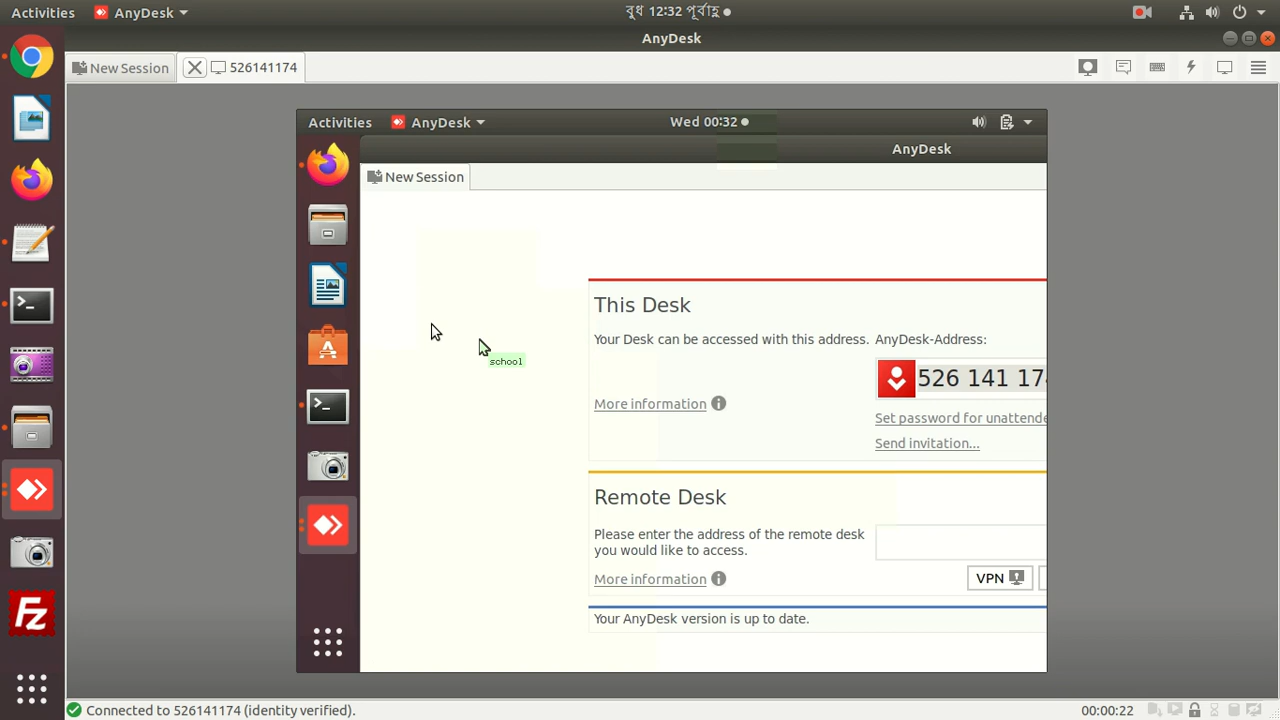 Activities AnyDesk বুধ 12:32 পূর্বাহ্ণ
AnyDesk
New Session 526141174
Activities AnyDesk Wed 00:32
AnyDesk
New Session
This Desk
Your Desk can be accessed with this address. AnyDesk-Address:
526 141 174
More information
Set password for unattende
Send invitation...
school
Remote Desk
Please enter the address of the remote desk
you would like to access.
More information
VPN
Your AnyDesk version is up to date.
Connected to 526141174 (identity verified). 00:00:22